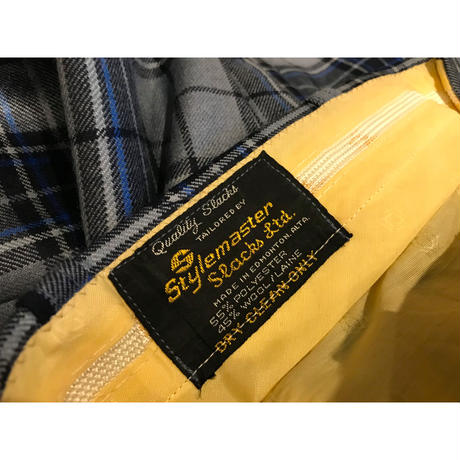 Quality Slacks
TAILORED BY
Stylemaster
Slacks Ltd.
MADE IN EDMONTON ALTA.
55% POLYESTER
45% WOOL/LAINE
DRY CLEAN ONLY